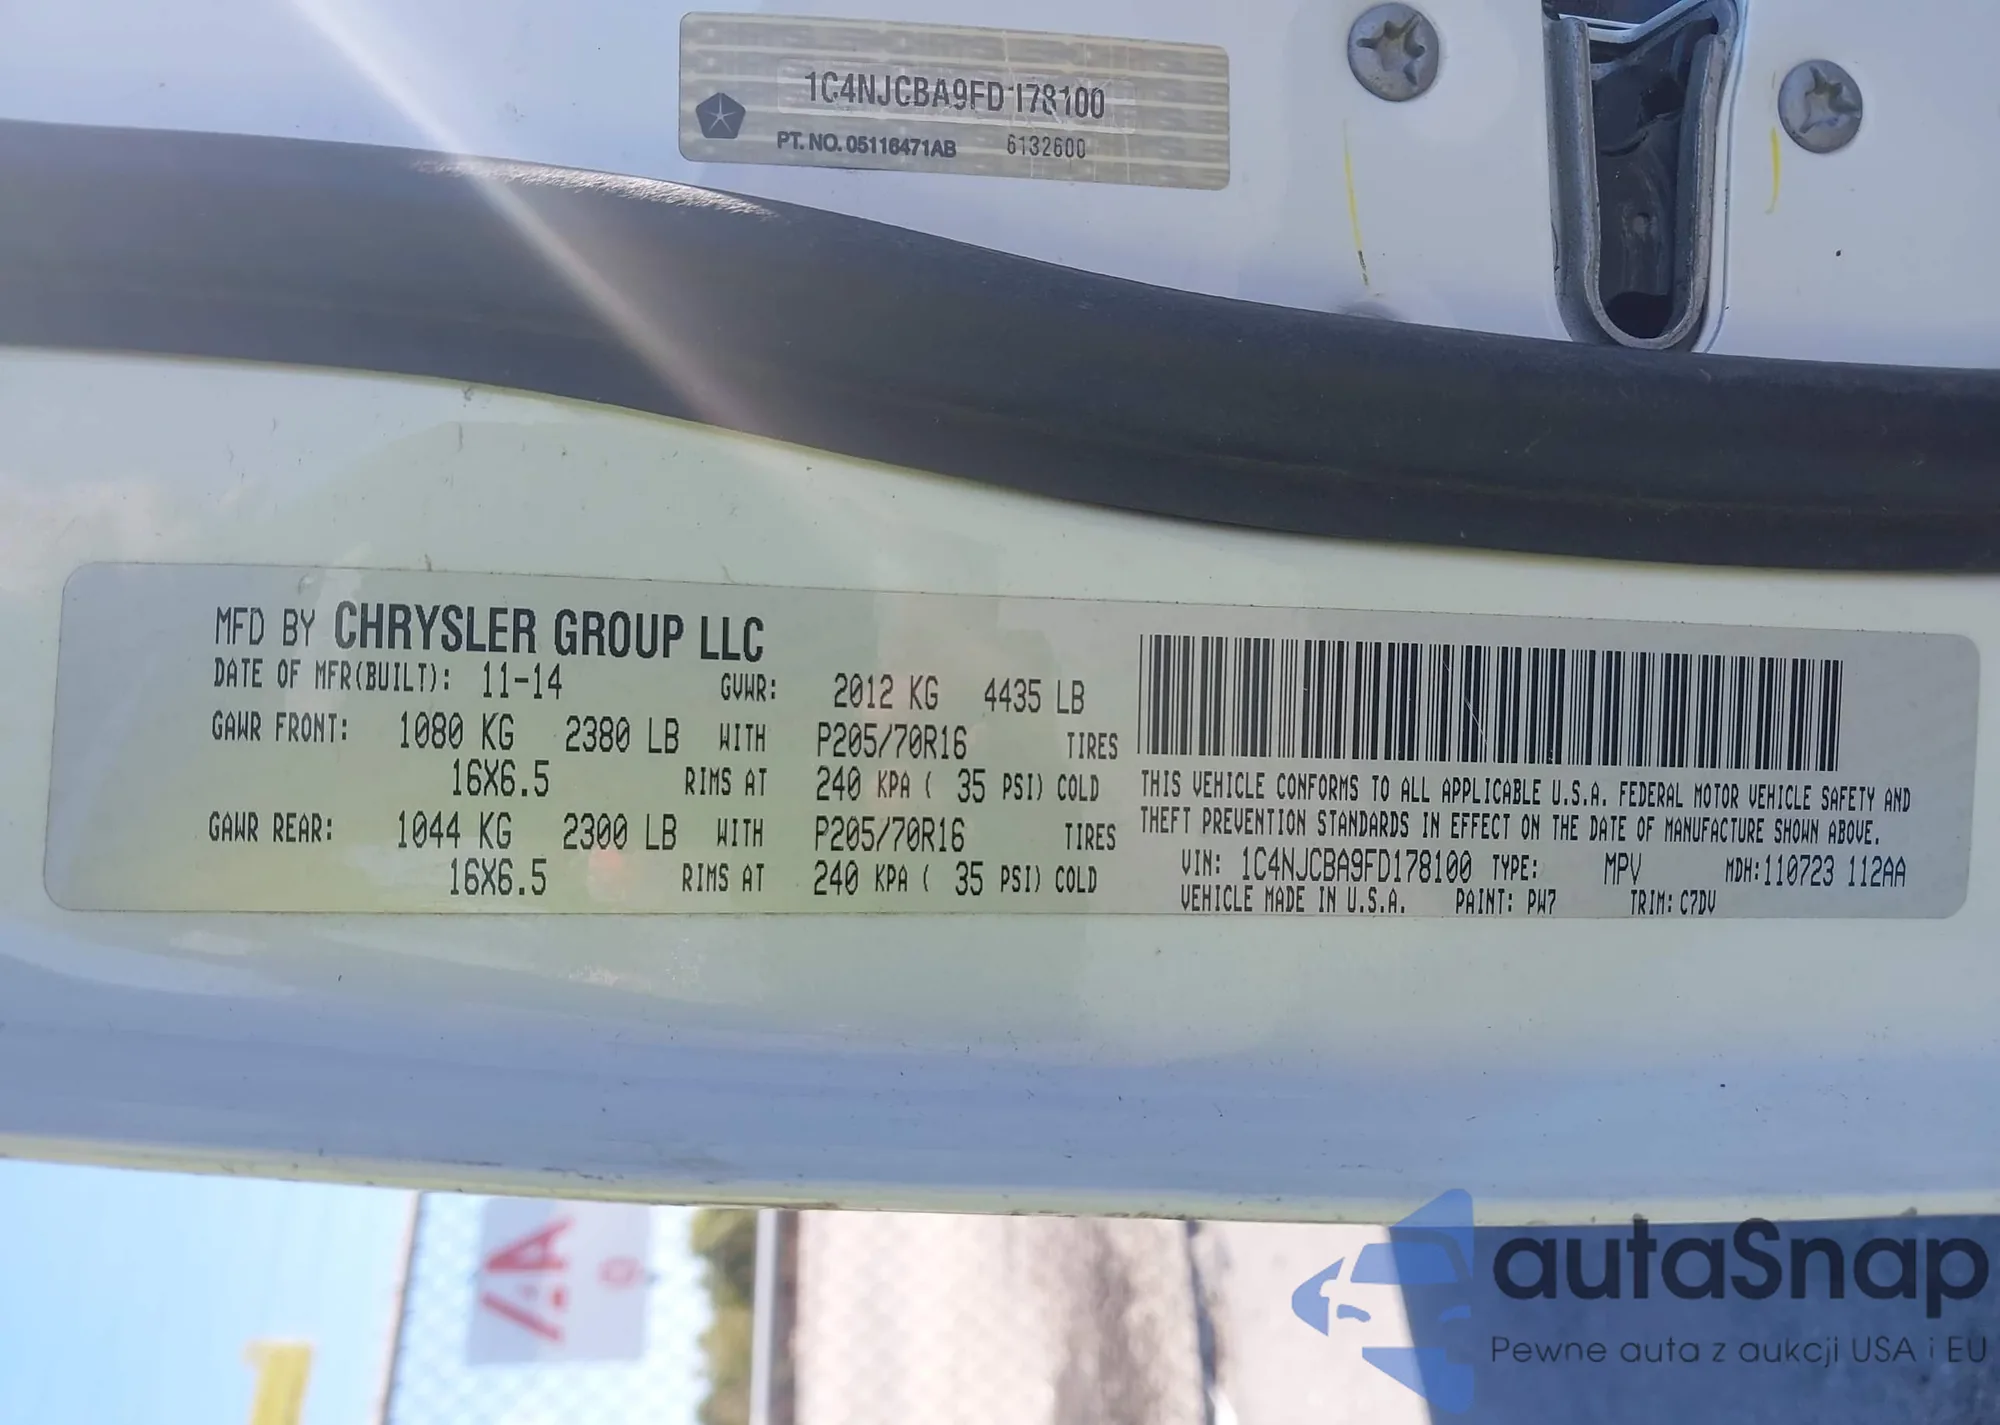 1C4NJCBA9FD178100
PT. NO. 05116471AB 6132600
MFD BY CHRYSLER GROUP LLC
DATE OF MFR(BUILT): 11-14 GVWR: 2012 KG 4435 LB
GAWR FRONT: 1080 KG 2380 LB WITH P205/70R16 TIRES
16X6.5 RIMS AT 240 KPA ( 35 PSI) COLD
GAWR REAR: 1044 KG 2300 LB WITH P205/70R16 TIRES
16X6.5 RIMS AT 240 KPA ( 35 PSI) COLD
THIS VEHICLE CONFORMS TO ALL APPLICABLE U.S.A. FEDERAL MOTOR VEHICLE SAFETY AND
THEFT PREVENTION STANDARDS IN EFFECT ON THE DATE OF MANUFACTURE SHOWN ABOVE.
VIN: 1C4NJCBA9FD178100 TYPE: MPV MDH:110723 112AA
VEHICLE MADE IN U.S.A. PAINT: PW7 TRIM: C7DV
autaSnap
Pewne auta z aukcji USA i EU